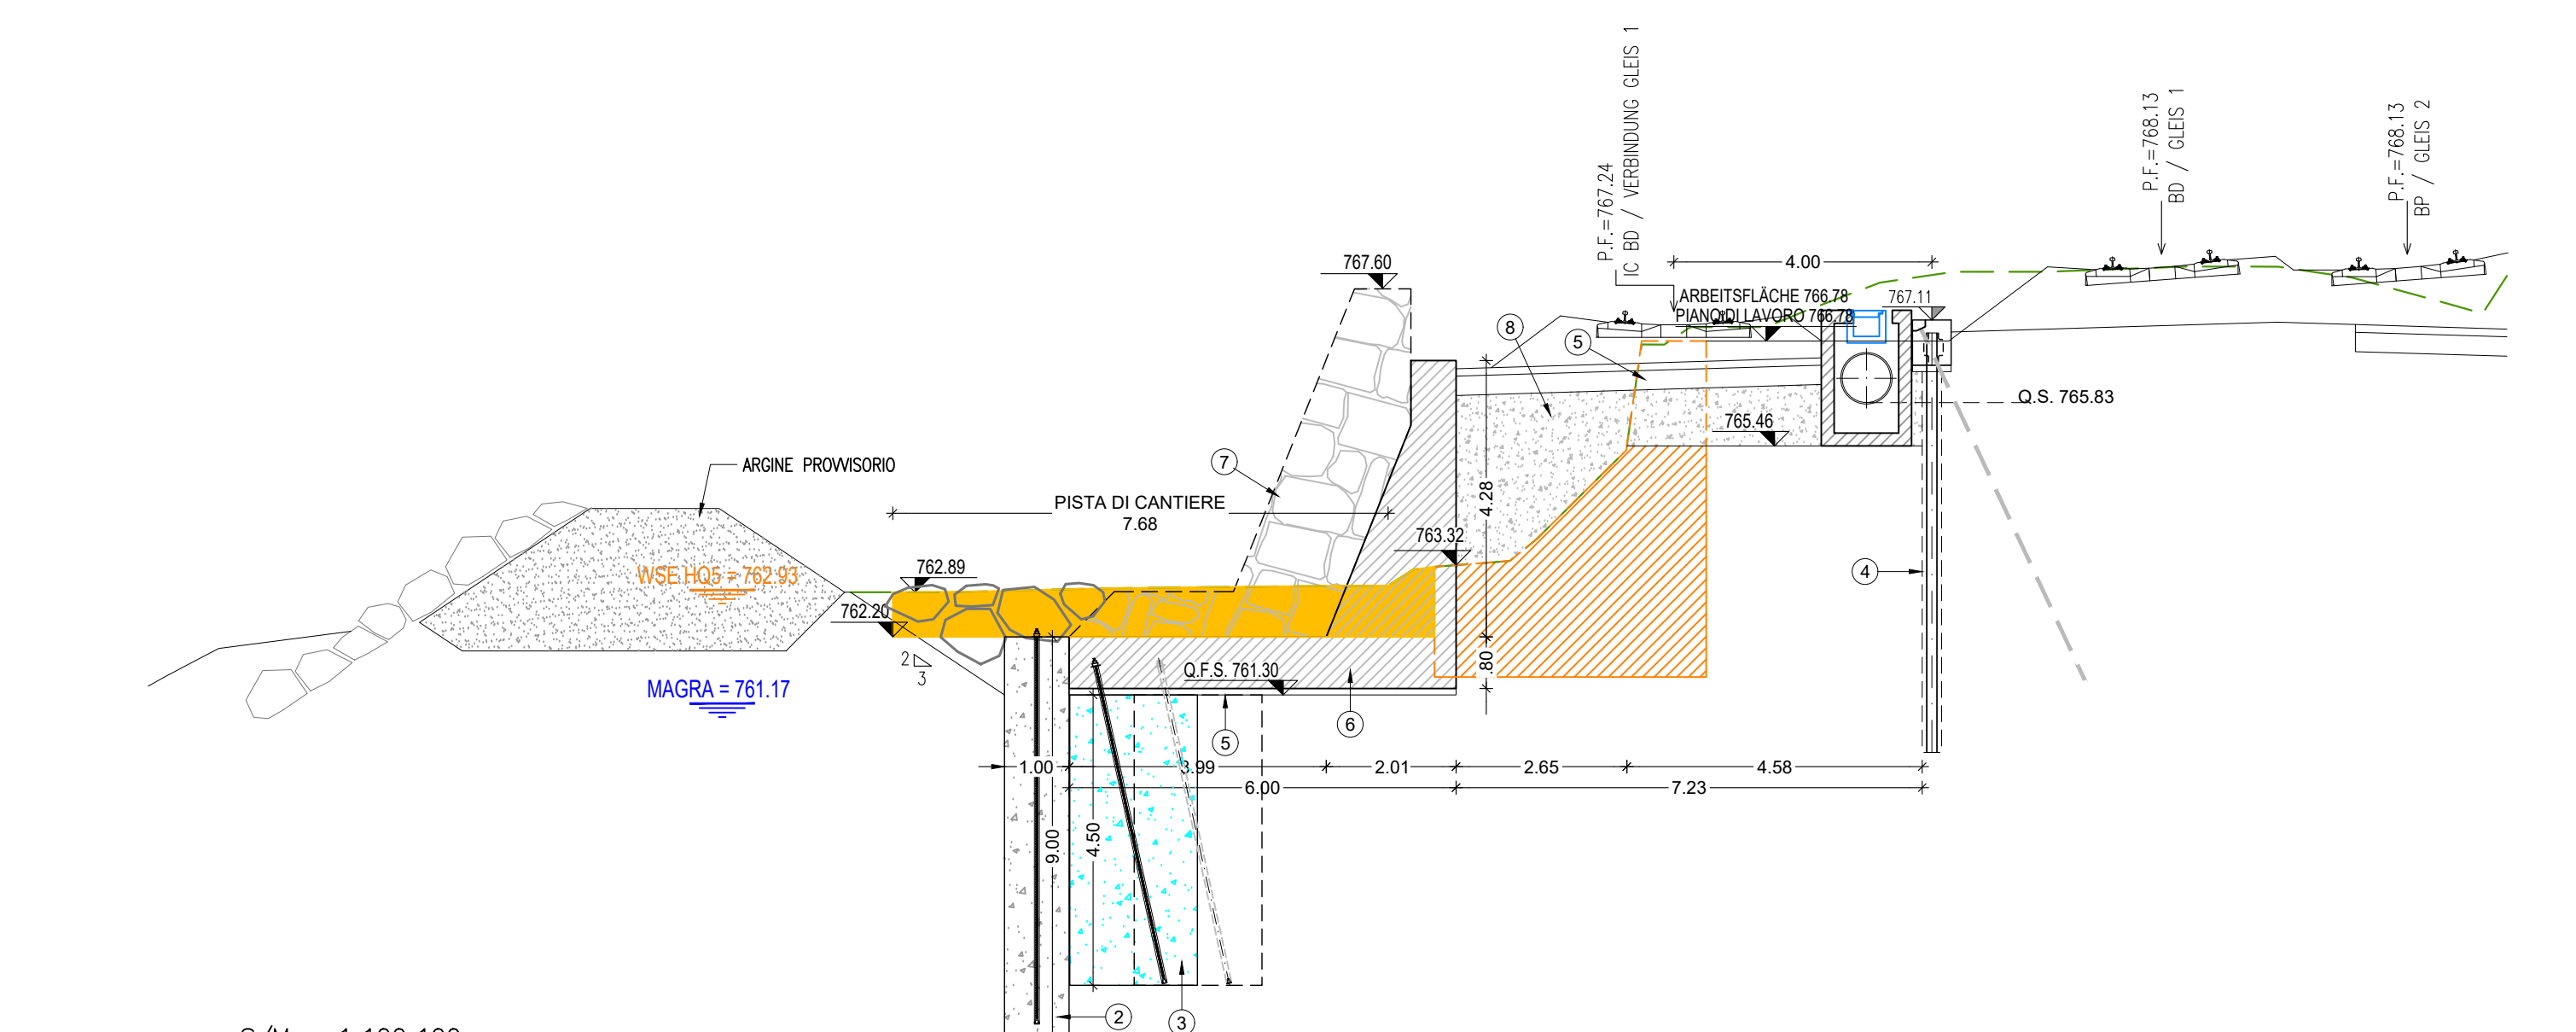 P.F.=767.24
IC BD / VERBINDUNG GLEIS 1
P.F.=768.13
BD / GLEIS 1
P.F.=768.13
BP / GLEIS 2
767.60
4.00
ARBEITSFLÄCHE 766.78
PIANO DI LAVORO 766.78
767.11
8
5
Q.S. 765.83
765.46
ARGINE PROVVISORIO
7
PISTA DI CANTIERE
7.68
4.28
763.32
WSE HQ5 = 762.93
762.89
4
762.20
2
3
MAGRA = 761.17
Q.F.S. 761.30
.80
5
6
1.00
3.99
2.01
2.65
4.58
6.00
7.23
9.00
4.50
2
3